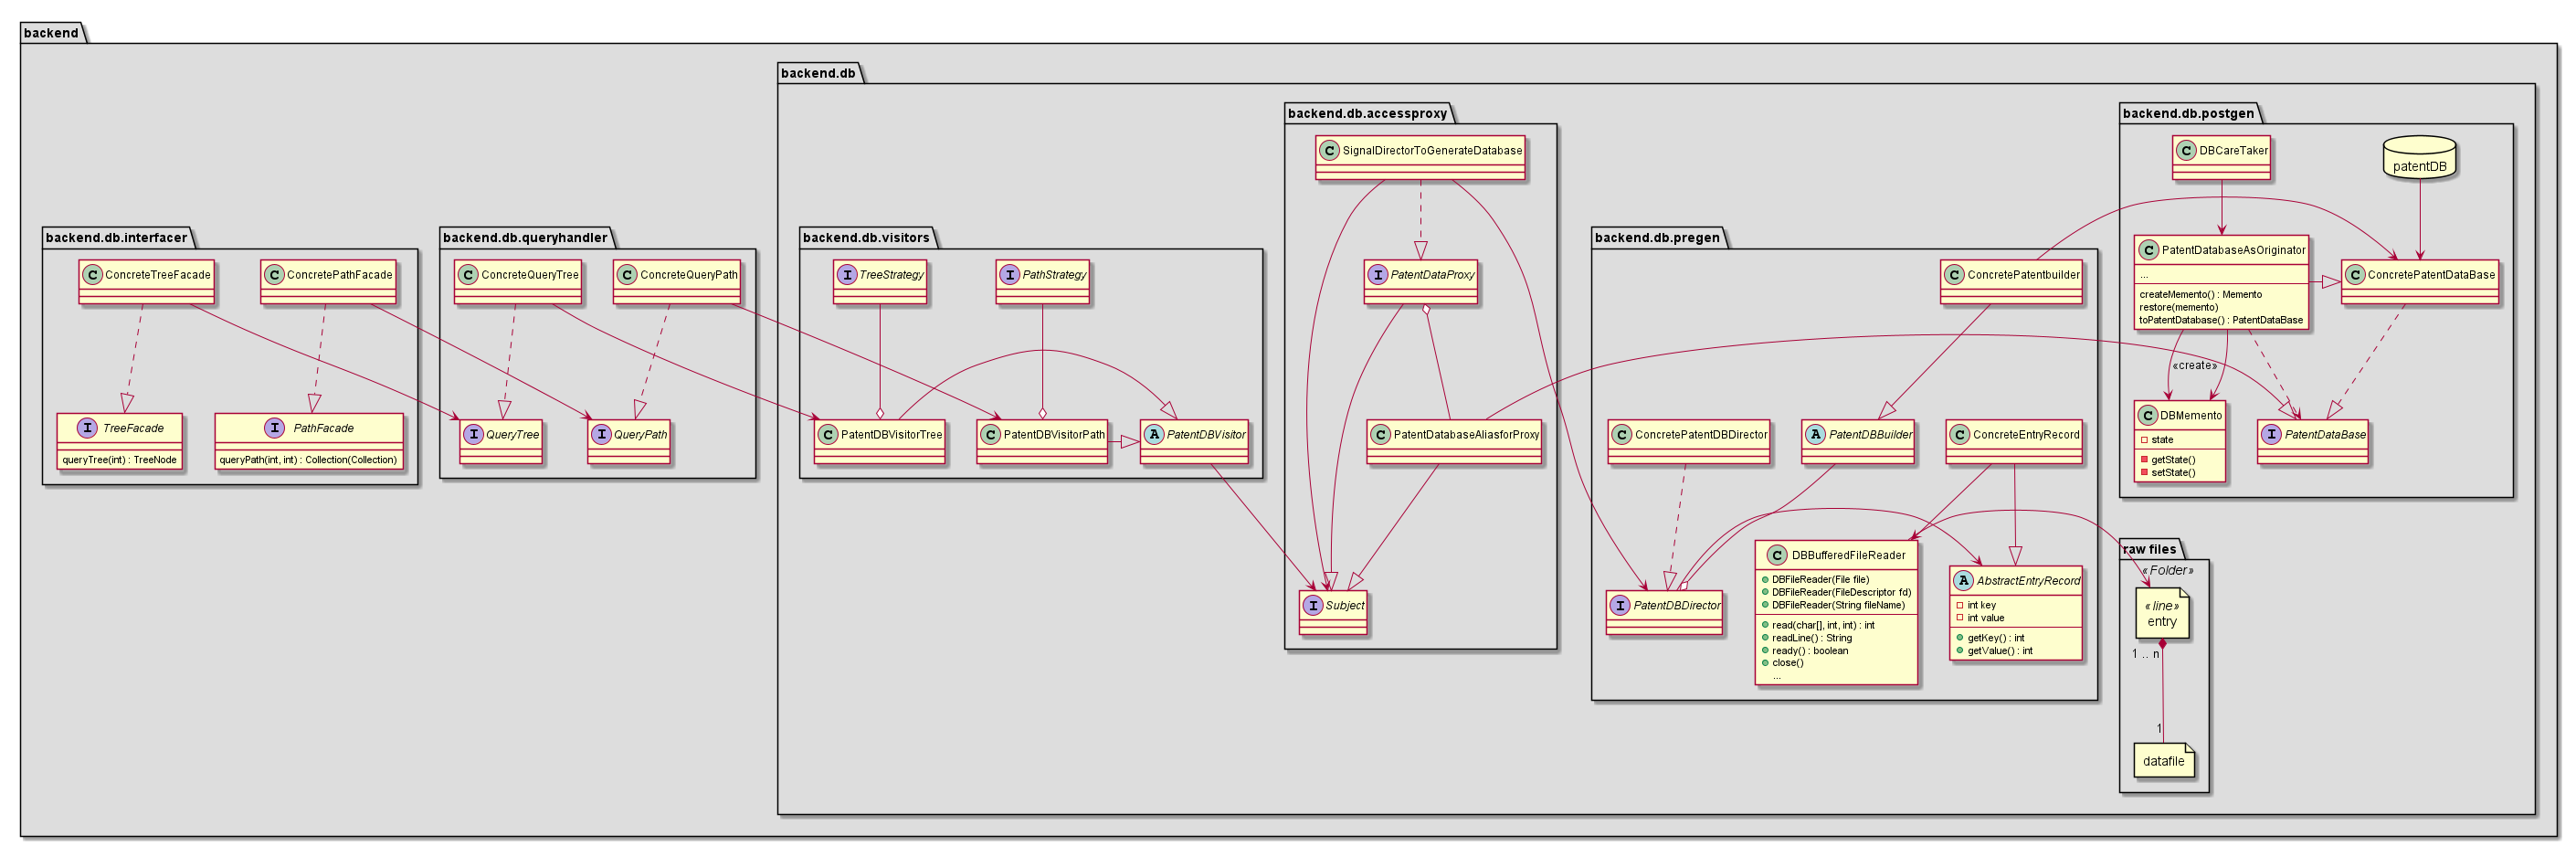 backend
backend.db
backend.db.accessproxy
C SignalDirectorToGenerateDatabase
I PatentDataProxy
C PatentDatabaseAliasforProxy
I Subject
backend.db.postgen
C DBCareTaker
patentDB
C PatentDatabaseAsOriginator
...
createMemento() : Memento
restore(memento)
toPatentDatabase() : PatentDataBase
C ConcretePatentDataBase
«create»
C DBMemento
state
getState()
setState()
I PatentDataBase
backend.db.interfacer
C ConcreteTreeFacade
C ConcretePathFacade
I TreeFacade
queryTree(int) : TreeNode
I PathFacade
queryPath(int, int) : Collection(Collection)
backend.db.queryhandler
C ConcreteQueryTree
C ConcreteQueryPath
I QueryTree
I QueryPath
backend.db.visitors
I TreeStrategy
I PathStrategy
C PatentDBVisitorTree
C PatentDBVisitorPath
A PatentDBVisitor
backend.db.pregen
C ConcretePatentbuilder
C ConcretePatentDBDirector
A PatentDBBuilder
C ConcreteEntryRecord
I PatentDBDirector
C DBBufferedFileReader
DBFileReader(File file)
DBFileReader(FileDescriptor fd)
DBFileReader(String fileName)
read(char[], int, int) : int
readLine() : String
ready() : boolean
close()
...
A AbstractEntryRecord
int key
int value
getKey() : int
getValue() : int
raw files
«Folder»
«line»
entry
1 .. n
1
datafile